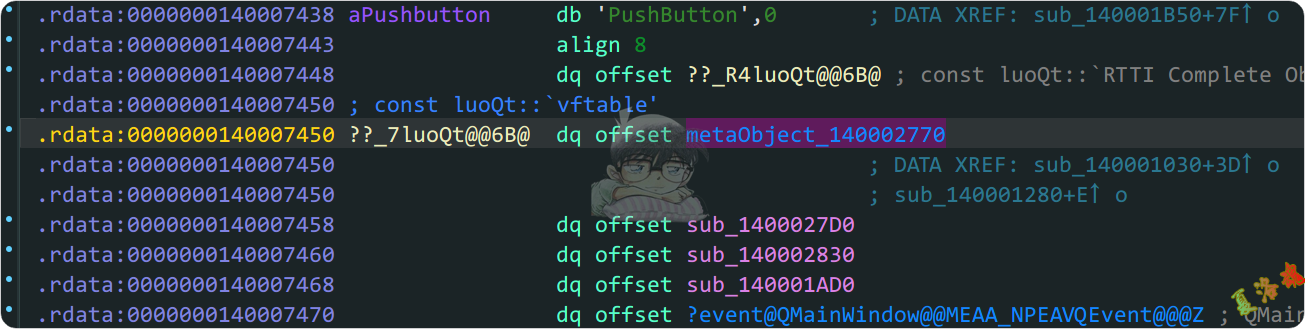 .rdata:0000000140007438 aPushbutton db 'PushButton',0 ; DATA XREF: sub_140001B50+7F↑o
.rdata:0000000140007443 align 8
.rdata:0000000140007448 dq offset ??_R4luoQt@@6B@ ; const luoQt::`RTTI Complete Ob
.rdata:0000000140007450 ; const luoQt::`vftable'
.rdata:0000000140007450 ??_7luoQt@@6B@ dq offset metaObject_140002770
.rdata:0000000140007450 ; DATA XREF: sub_140001030+3D↑o
.rdata:0000000140007450 ; sub_140001280+E↑o
.rdata:0000000140007458 dq offset sub_1400027D0
.rdata:0000000140007460 dq offset sub_140002830
.rdata:0000000140007468 dq offset sub_140001AD0
.rdata:0000000140007470 dq offset ?event@QMainWindow@@MEAA_NPEAVQEvent@@@Z ; QMain